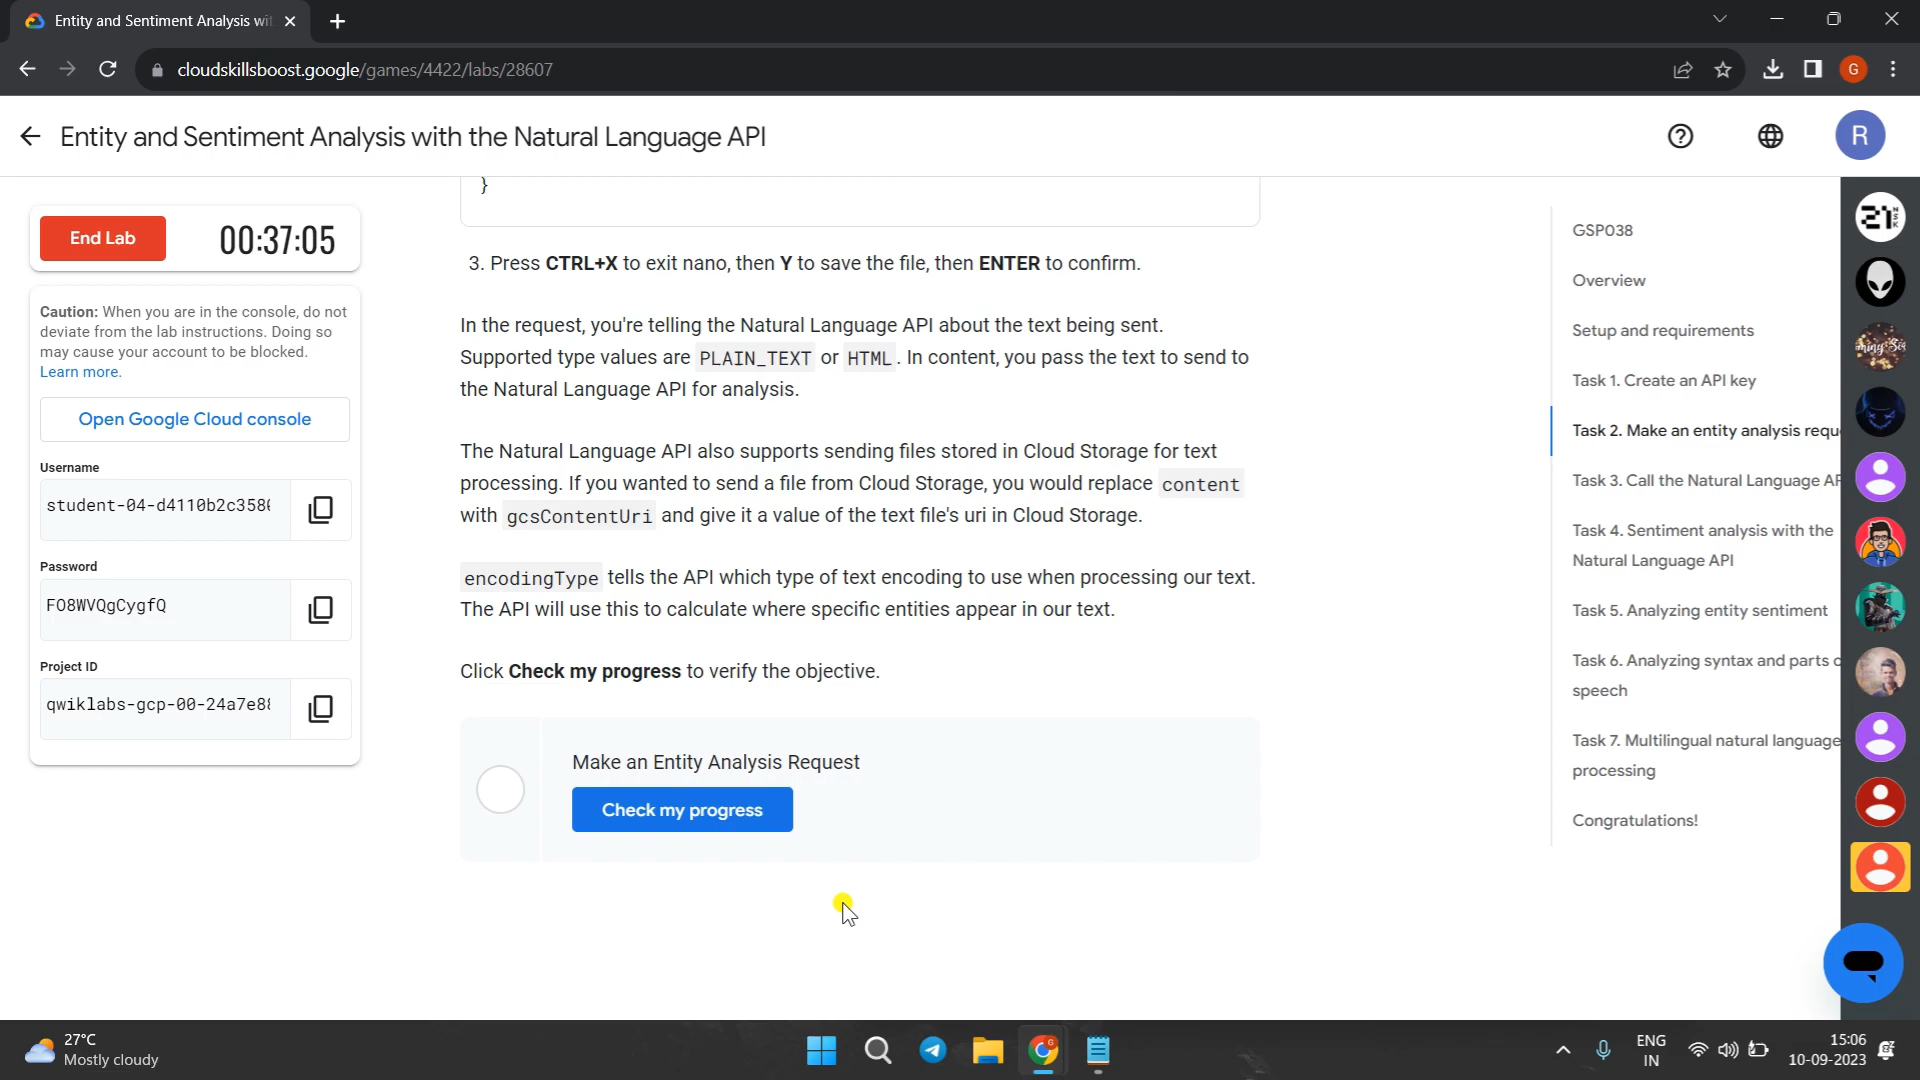 Entity and Sentiment Analysis wit
cloudskillsboost.google/games/4422/labs/28607
G
Entity and Sentiment Analysis with the Natural Language API
R
}
End Lab
00:37:05
Caution: When you are in the console, do not
deviate from the lab instructions. Doing so
may cause your account to be blocked.
Learn more.
Open Google Cloud console
Username
student-04-d4110b2c3580
Password
FO8WVQgCygfQ
Project ID
qwiklabs-gcp-00-24a7e88
3. Press CTRL+X to exit nano, then Y to save the file, then ENTER to confirm.
In the request, you're telling the Natural Language API about the text being sent.
Supported type values are PLAIN_TEXT or HTML. In content, you pass the text to send to
the Natural Language API for analysis.
The Natural Language API also supports sending files stored in Cloud Storage for text
processing. If you wanted to send a file from Cloud Storage, you would replace content
with gcsContentUri and give it a value of the text file's uri in Cloud Storage.
encodingType tells the API which type of text encoding to use when processing our text.
The API will use this to calculate where specific entities appear in our text.
Click Check my progress to verify the objective.
Make an Entity Analysis Request
Check my progress
GSP038
Overview
Setup and requirements
Task 1. Create an API key
Task 2. Make an entity analysis requ
Task 3. Call the Natural Language AP
Task 4. Sentiment analysis with the
Natural Language API
Task 5. Analyzing entity sentiment
Task 6. Analyzing syntax and parts o
speech
Task 7. Multilingual natural language
processing
Congratulations!
21
27°C
Mostly cloudy
ENG
IN
15:06
10-09-2023